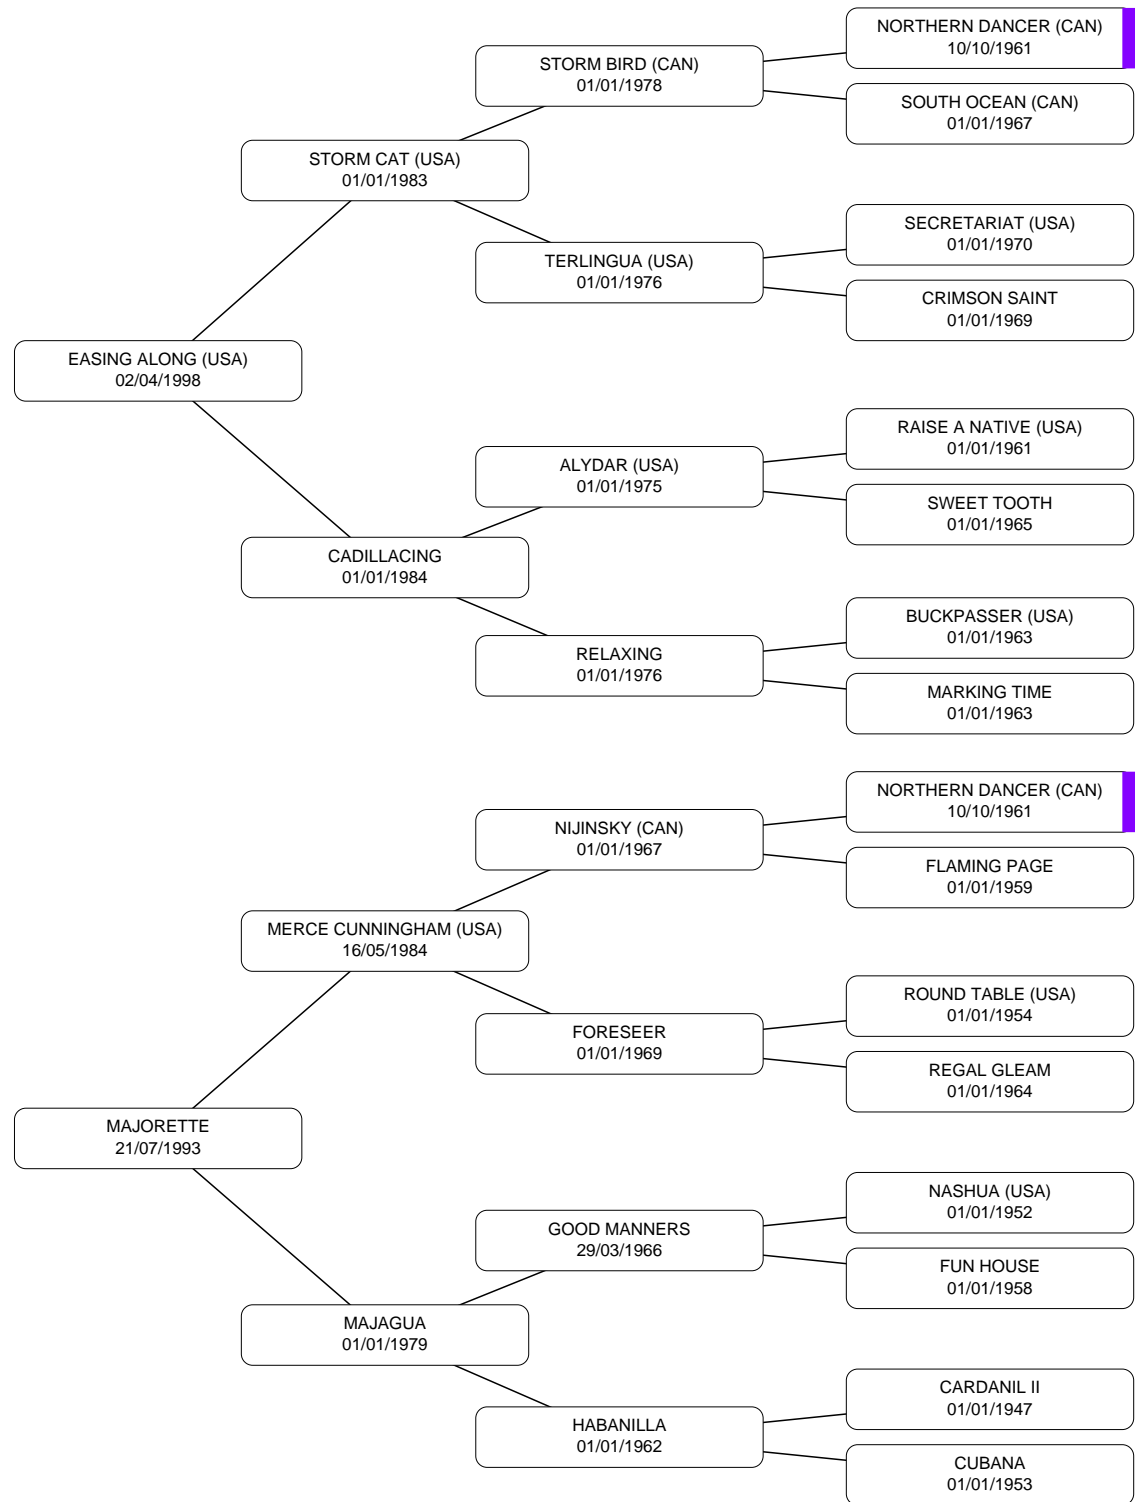 NORTHERN DANCER (CAN)
10/10/1961
STORM BIRD (CAN)
01/01/1978
SOUTH OCEAN (CAN)
01/01/1967
STORM CAT (USA)
01/01/1983
SECRETARIAT (USA)
01/01/1970
TERLINGUA (USA)
01/01/1976
CRIMSON SAINT
01/01/1969
EASING ALONG (USA)
02/04/1998
RAISE A NATIVE (USA)
01/01/1961
ALYDAR (USA)
01/01/1975
SWEET TOOTH
01/01/1965
CADILLACING
01/01/1984
BUCKPASSER (USA)
01/01/1963
RELAXING
01/01/1976
MARKING TIME
01/01/1963
NORTHERN DANCER (CAN)
10/10/1961
NIJINSKY (CAN)
01/01/1967
FLAMING PAGE
01/01/1959
MERCE CUNNINGHAM (USA)
16/05/1984
ROUND TABLE (USA)
01/01/1954
FORESEER
01/01/1969
REGAL GLEAM
01/01/1964
MAJORETTE
21/07/1993
NASHUA (USA)
01/01/1952
GOOD MANNERS
29/03/1966
FUN HOUSE
01/01/1958
MAJAGUA
01/01/1979
CARDANIL II
01/01/1947
HABANILLA
01/01/1962
CUBANA
01/01/1953